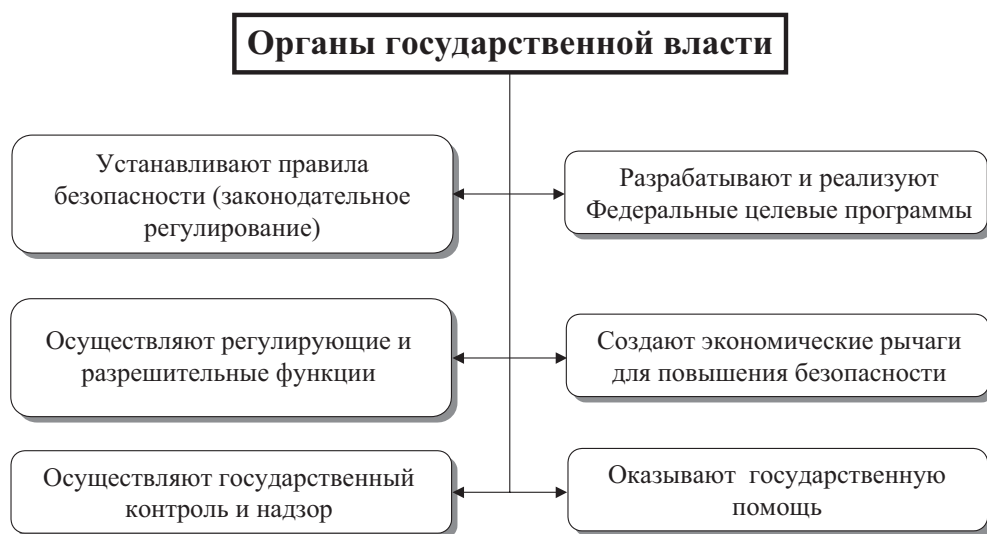 Органы государственной власти
Устанавливают правила
безопасности (законодательное
регулирование)
Разрабатывают и реализуют
Федеральные целевые программы
Осуществляют регулирующие и
разрешительные функции
Создают экономические рычаги
для повышения безопасности
Осуществляют государственный
контроль и надзор
Оказывают государственную
помощь